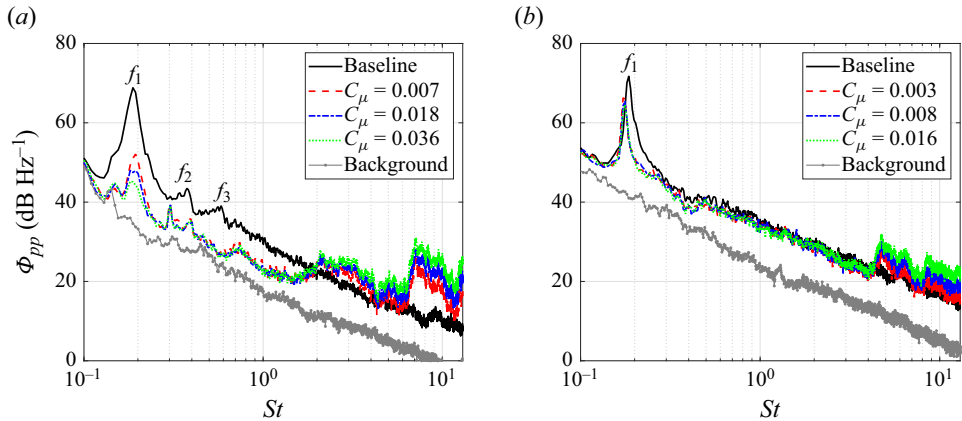 (a)
80
60
40
20
0
Φpp (dB Hz−1)
f1
f2
f3
Baseline
Cμ = 0.007
Cμ = 0.018
Cμ = 0.036
Background
10−1
100
101
St
(b)
80
60
40
20
0
f1
Baseline
Cμ = 0.003
Cμ = 0.008
Cμ = 0.016
Background
10−1
100
101
St